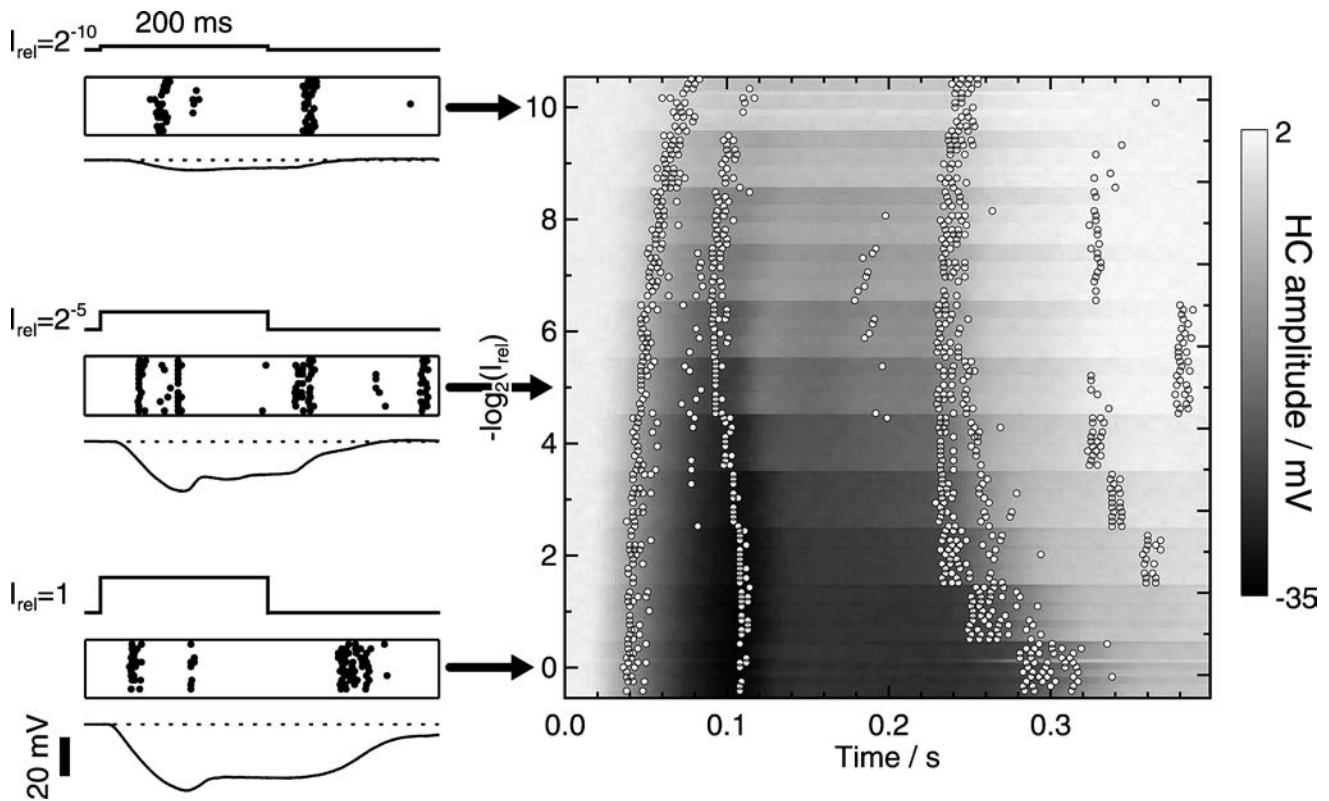 200 ms
I_rel=2^-10
I_rel=2^-5
I_rel=1
20 mV
-log₂(I_rel)
10
8
6
4
2
0
0.0
0.1
0.2
0.3
Time / s
2
HC amplitude / mV
-35